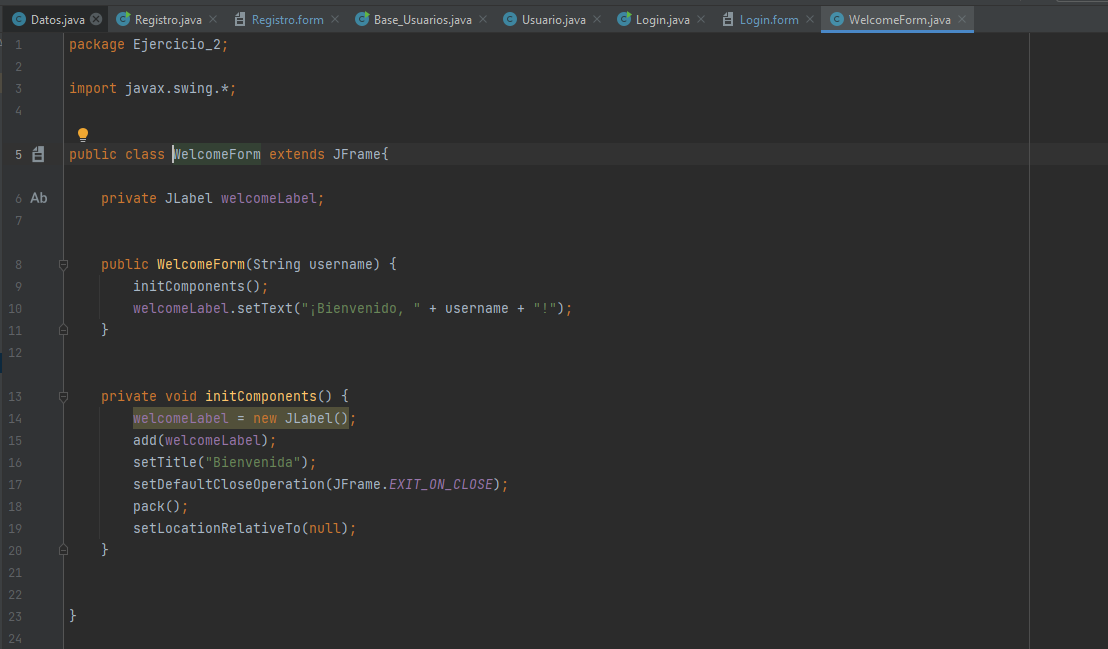 Datos.java Registro.java Registro.form Base_Usuarios.java Usuario.java Login.java Login.form WelcomeForm.java
1 package Ejercicio_2;
2
3 import javax.swing.*;
4
5 public class WelcomeForm extends JFrame{
6 Ab private JLabel welcomeLabel;
7
8 public WelcomeForm(String username) {
9 initComponents();
10 welcomeLabel.setText("¡Bienvenido, " + username + "!");
11 }
12
13 private void initComponents() {
14 welcomeLabel = new JLabel();
15 add(welcomeLabel);
16 setTitle("Bienvenida");
17 setDefaultCloseOperation(JFrame.EXIT_ON_CLOSE);
18 pack();
19 setLocationRelativeTo(null);
20 }
21
22
23 }
24